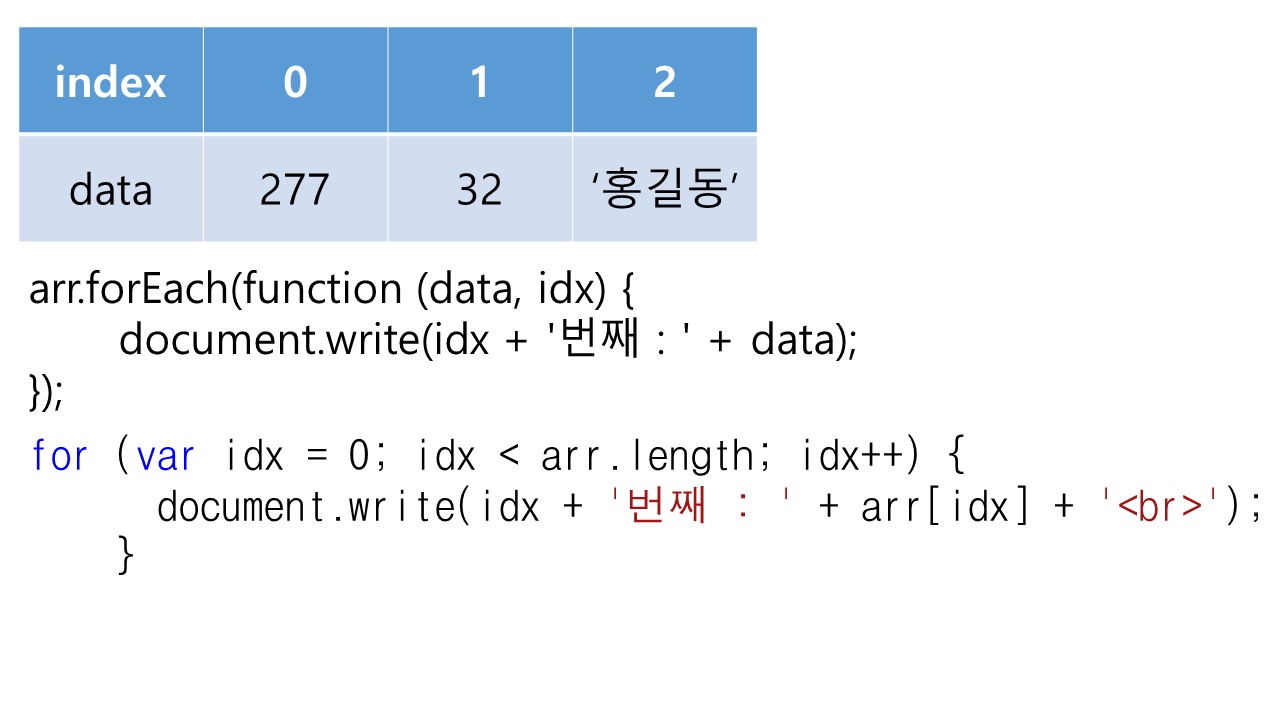 index 0 1 2
data 277 32 ‘홍길동’
arr.forEach(function (data, idx) {
document.write(idx + '번째 : ' + data);
});
for (var idx = 0; idx < arr.length; idx++) {
document.write(idx + '번째 : ' + arr[idx] + '<br>');
}